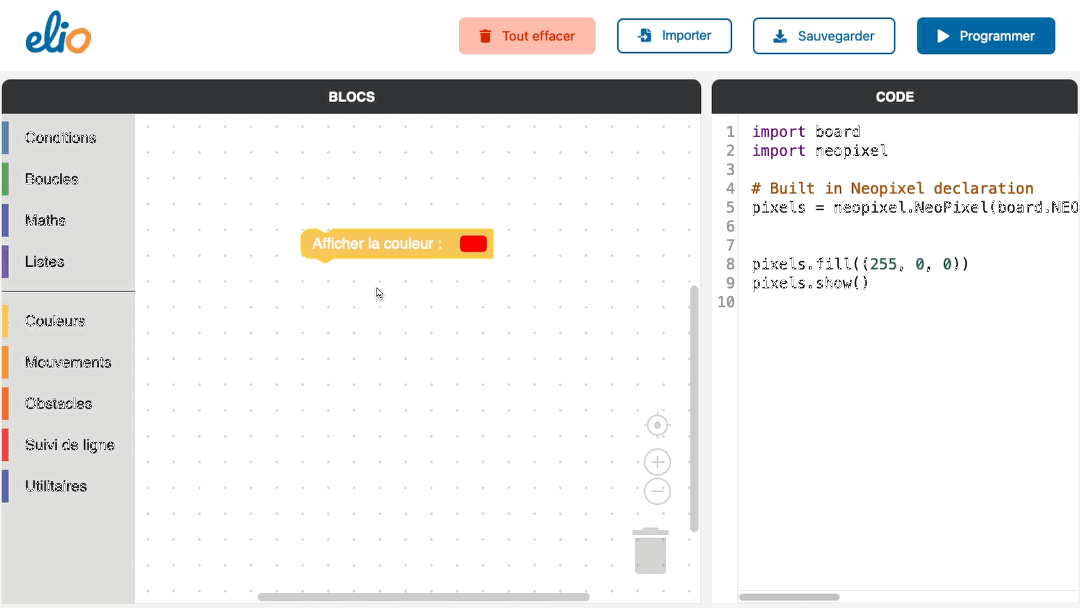 elio
Tout effacer
Importer
Sauvegarder
Programmer
BLOCS
CODE
Conditions
Boucles
Maths
Listes
Couleurs
Mouvements
Obstacles
Suivi de ligne
Utilitaires
Afficher la couleur :
1 import board
2 import neopixel
3
4 # Built in Neopixel declaration
5 pixels = neopixel.NeoPixel(board.NEO
6
7
8 pixels.fill((255, 0, 0))
9 pixels.show()
10